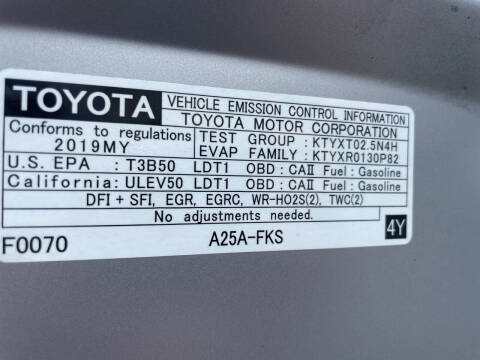 TOYOTA VEHICLE EMISSION CONTROL INFORMATION
TOYOTA MOTOR CORPORATION
Conforms to regulations TEST GROUP : KTYXT02.5N4H
2019MY EVAP FAMILY : KTYXR0130P82
U.S. EPA : T3B50 LDT1 OBD : CAII Fuel : Gasoline
California: ULEV50 LDT1 OBD : CAII Fuel : Gasoline
DFI + SFI, EGR, EGRC, WR-HO2S(2), TWC(2)
No adjustments needed.
F0070 A25A-FKS 4Y